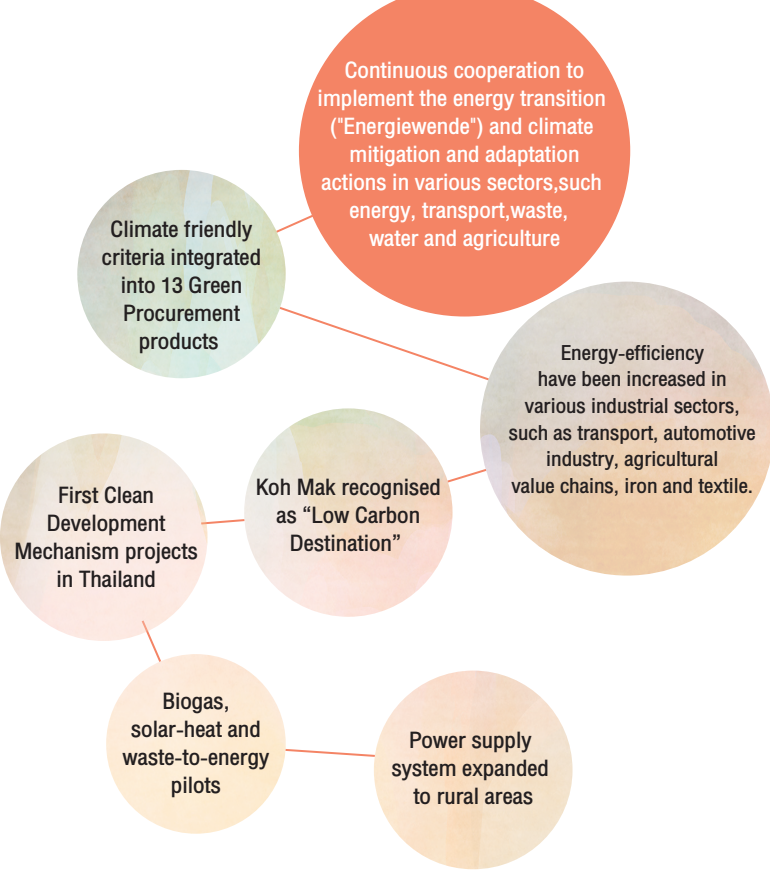 Continuous cooperation to
implement the energy transition
("Energiewende") and climate
mitigation and adaptation
actions in various sectors,such
energy, transport,waste,
water and agriculture
Climate friendly
criteria integrated
into 13 Green
Procurement
products
Energy-efficiency
have been increased in
various industrial sectors,
such as transport, automotive
industry, agricultural
value chains, iron and textile.
Koh Mak recognised
as “Low Carbon
Destination”
First Clean
Development
Mechanism projects
in Thailand
Biogas,
solar-heat and
waste-to-energy
pilots
Power supply
system expanded
to rural areas